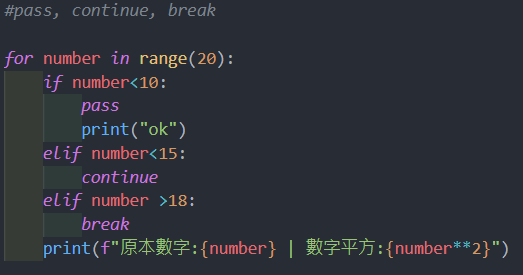 #pass, continue, break
for number in range(20):
    if number<10:
        pass
        print("ok")
    elif number<15:
        continue
    elif number >18:
        break
    print(f"原本數字:{number} | 數字平方:{number**2}")